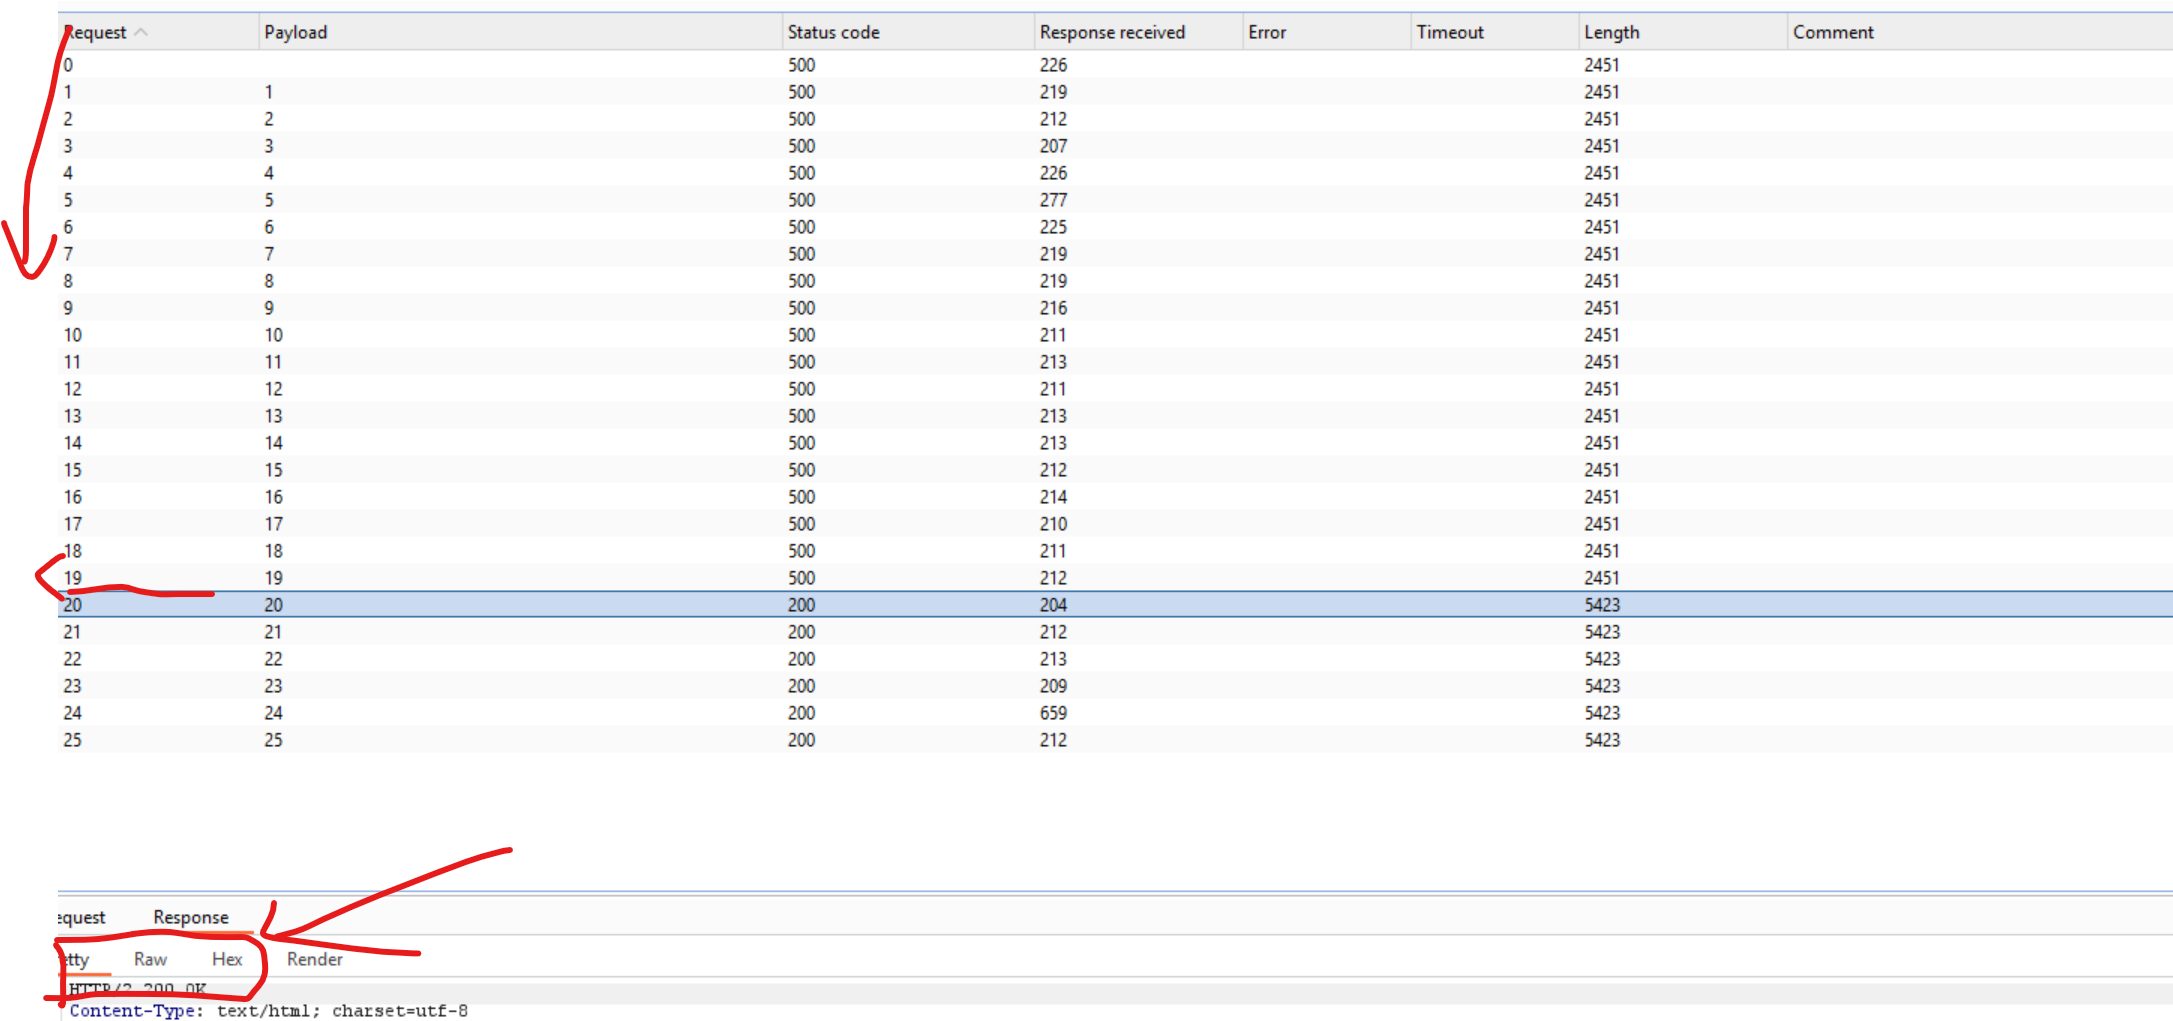 Request Payload Status code Response received Error Timeout Length Comment
0 500 226 2451
1 1 500 219 2451
2 2 500 212 2451
3 3 500 207 2451
4 4 500 226 2451
5 5 500 277 2451
6 6 500 225 2451
7 7 500 219 2451
8 8 500 219 2451
9 9 500 216 2451
10 10 500 211 2451
11 11 500 213 2451
12 12 500 211 2451
13 13 500 213 2451
14 14 500 213 2451
15 15 500 212 2451
16 16 500 214 2451
17 17 500 210 2451
18 18 500 211 2451
19 19 500 212 2451
20 20 200 204 5423
21 21 200 212 5423
22 22 200 213 5423
23 23 200 209 5423
24 24 200 659 5423
25 25 200 212 5423
equest Response
etty Raw Hex Render
HTTP/2 200 OK
Content-Type: text/html; charset=utf-8